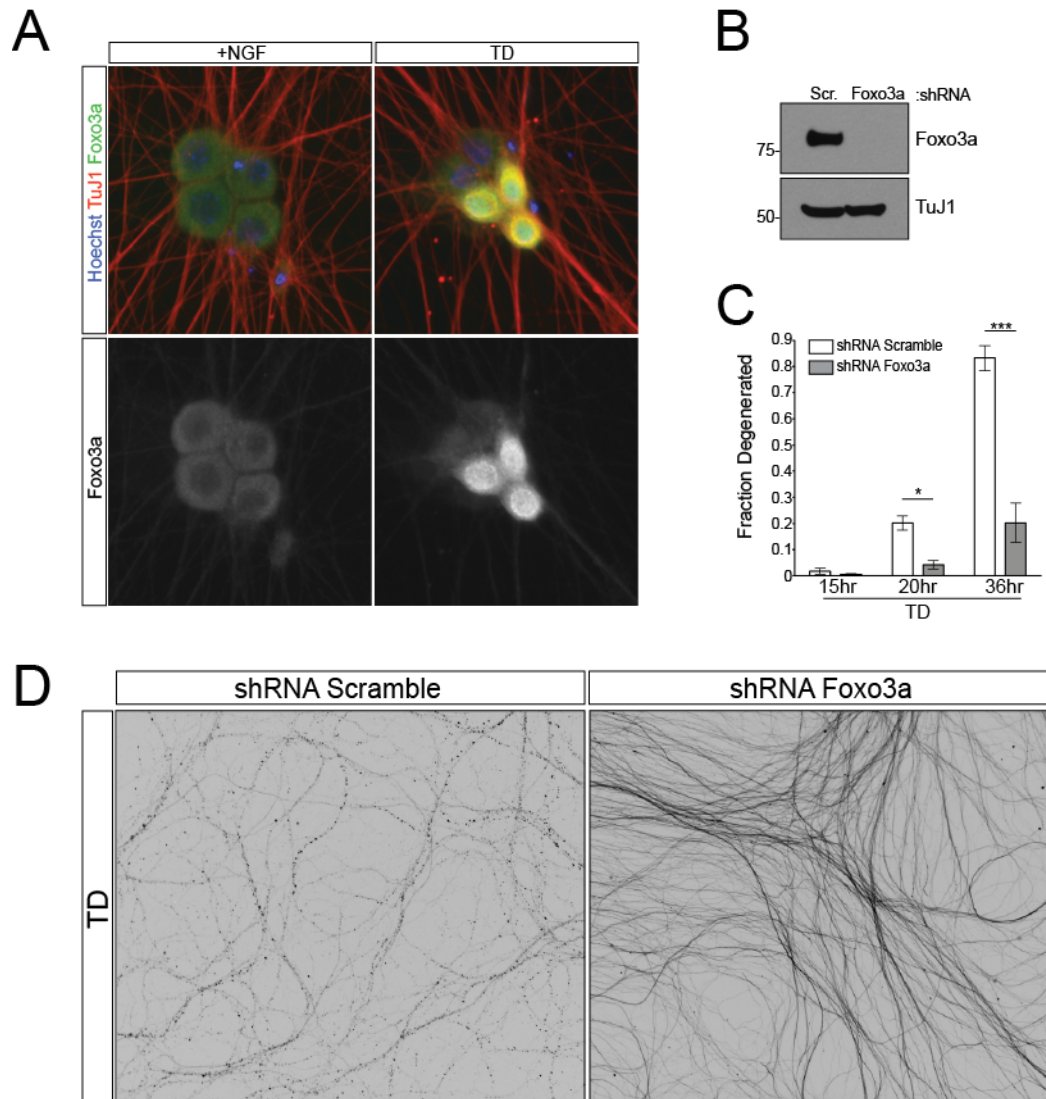 A
+NGF
TD
Hoechst TuJ1 Foxo3a
Foxo3a
B
Scr. Foxo3a :shRNA
75-
Foxo3a
50-
TuJ1
C
Fraction Degenerated
0.9
0.8
0.7
0.6
0.5
0.4
0.3
0.2
0.1
0
shRNA Scramble
shRNA Foxo3a
*
***
15hr 20hr 36hr
TD
D
shRNA Scramble
shRNA Foxo3a
TD